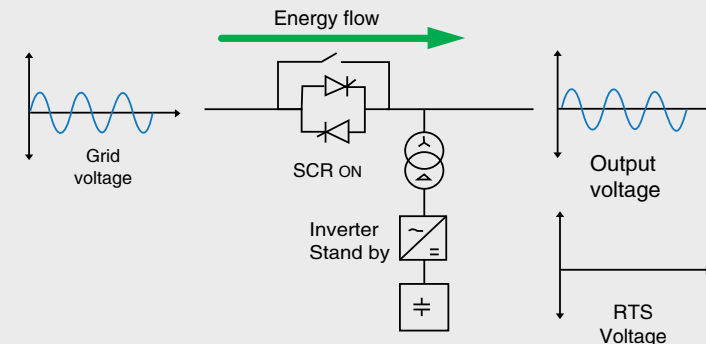 Energy flow
Grid
voltage
SCR ON
Inverter
Stand by
Output
voltage
RTS
Voltage